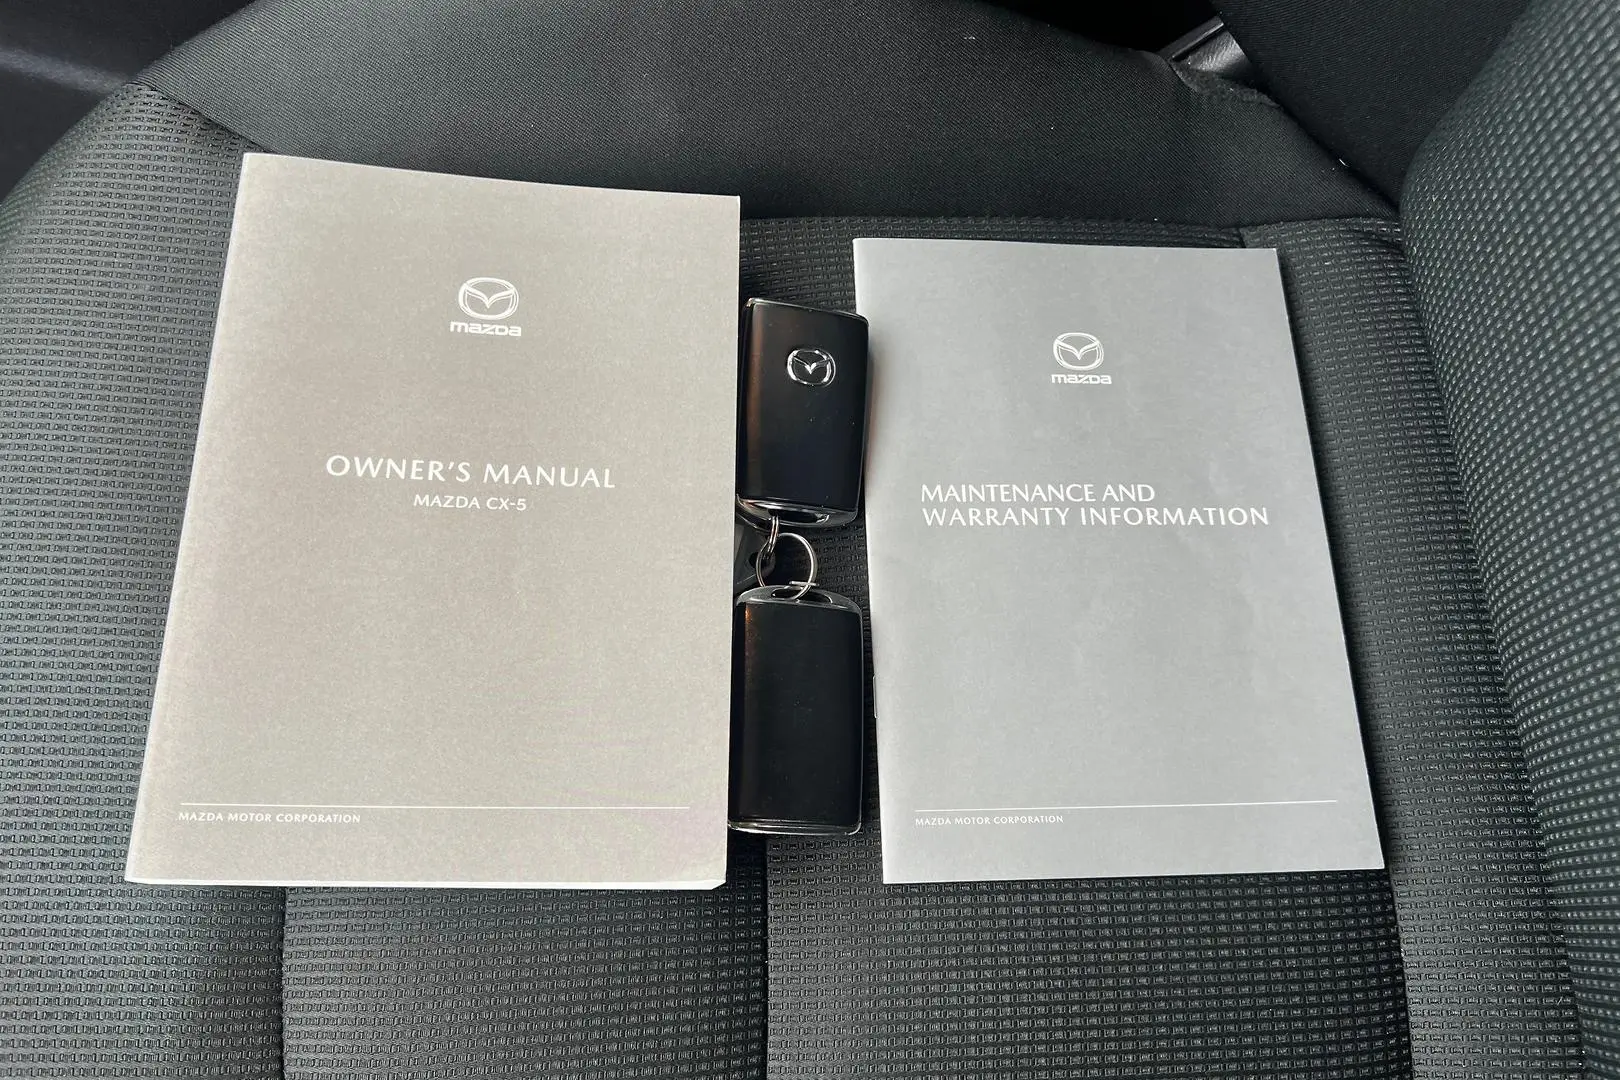 mazda
OWNER'S MANUAL
MAZDA CX-5
MAZDA MOTOR CORPORATION
mazda
MAINTENANCE AND
WARRANTY INFORMATION
MAZDA MOTOR CORPORATION